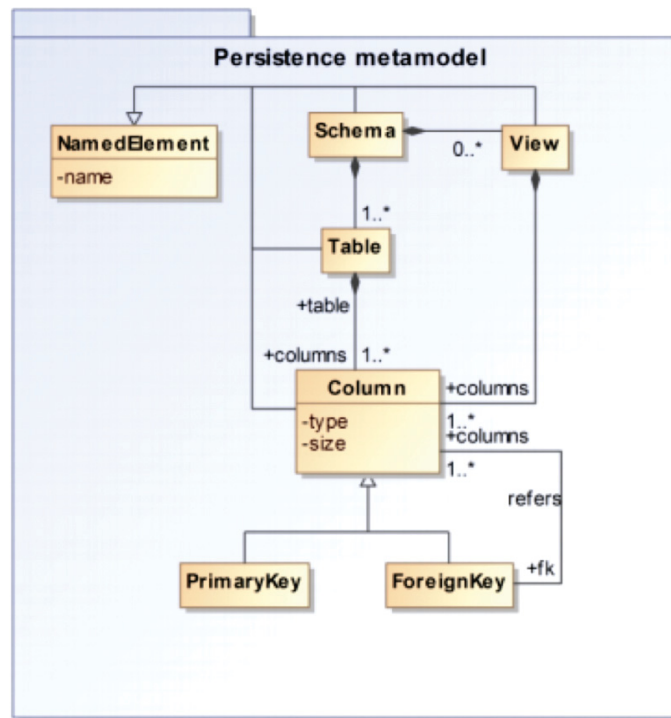 Persistence metamodel
NamedElement
-name
Schema
0..*
View
1..*
Table
+table
+columns 1..*
Column
-type
-size
+columns
1..*
+columns
1..*
refers
+fk
PrimaryKey
ForeignKey